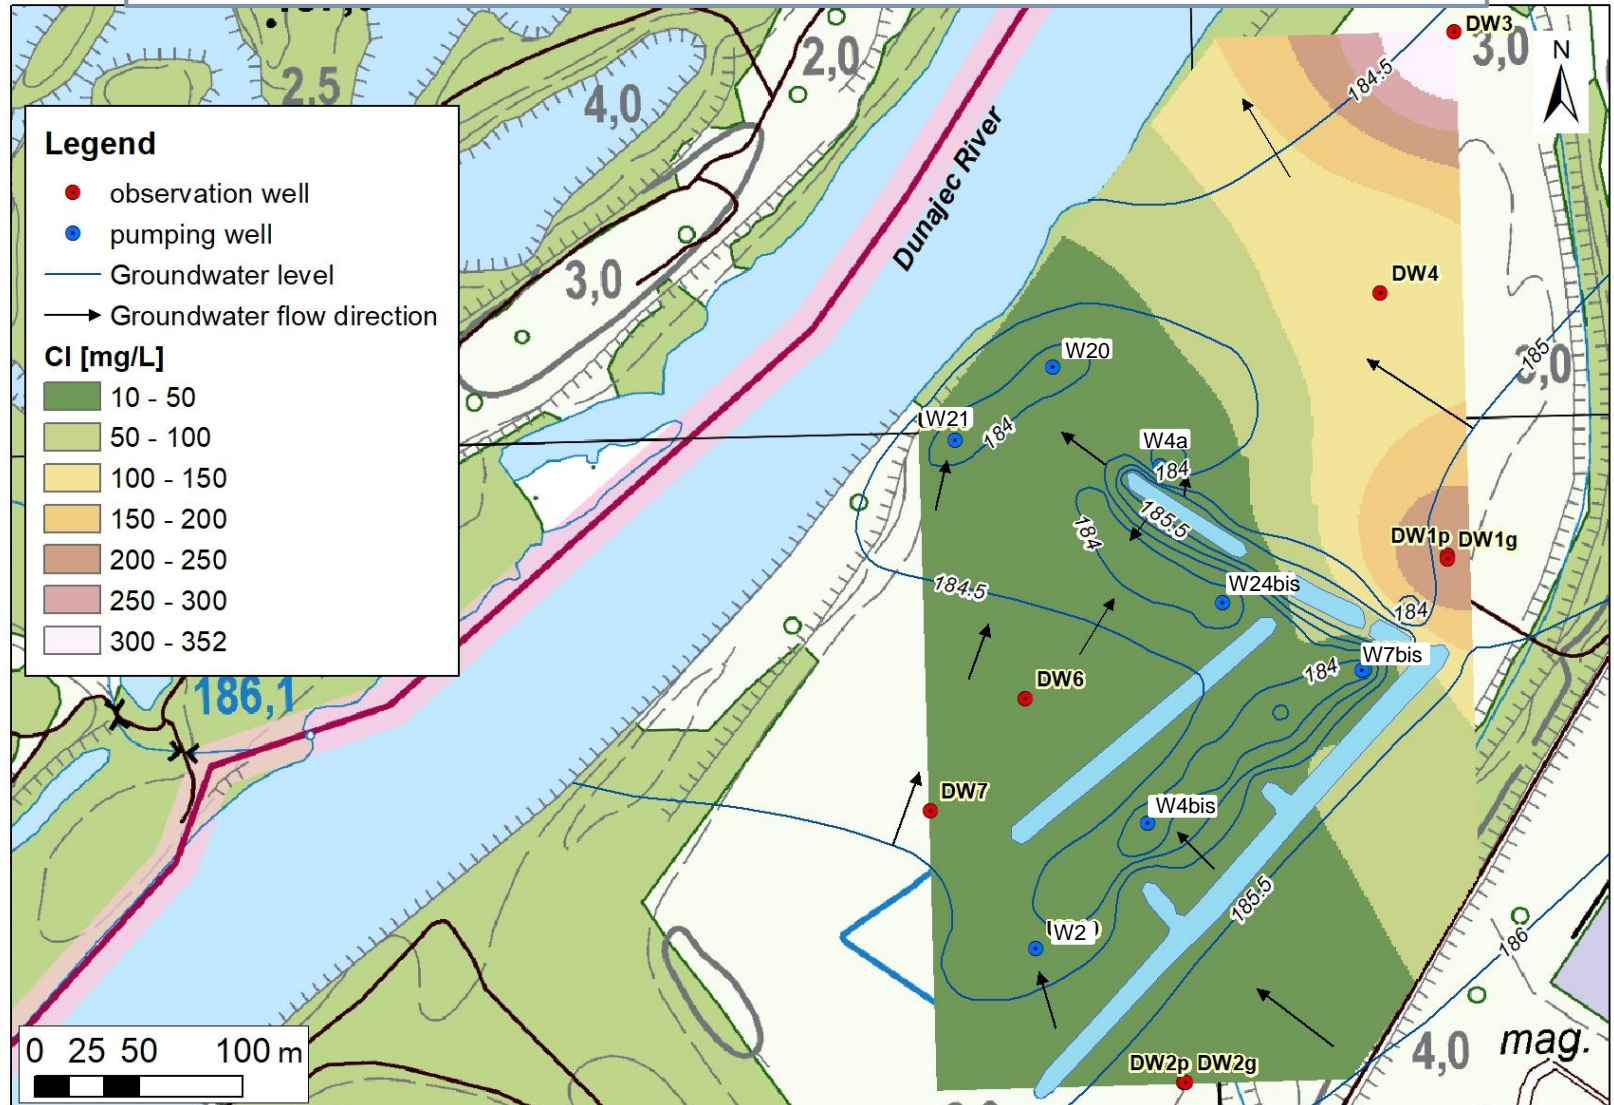 DW3
3,0
N
2,0
2,5
4,0
184.5
Legend
observation well
pumping well
Groundwater level
Groundwater flow direction
Cl [mg/L]
10 - 50
50 - 100
100 - 150
150 - 200
200 - 250
250 - 300
300 - 352
Dunajec River
3,0
DW4
185
3,0
W20
W21
184
W4a
184
185.5
184
DW1p DW1g
184.5
W24bis
184
W7bis
184
DW6
186,1
DW7
W4bis
185.5
W2
186
DW2p DW2g
4,0
mag.
0 25 50 100 m